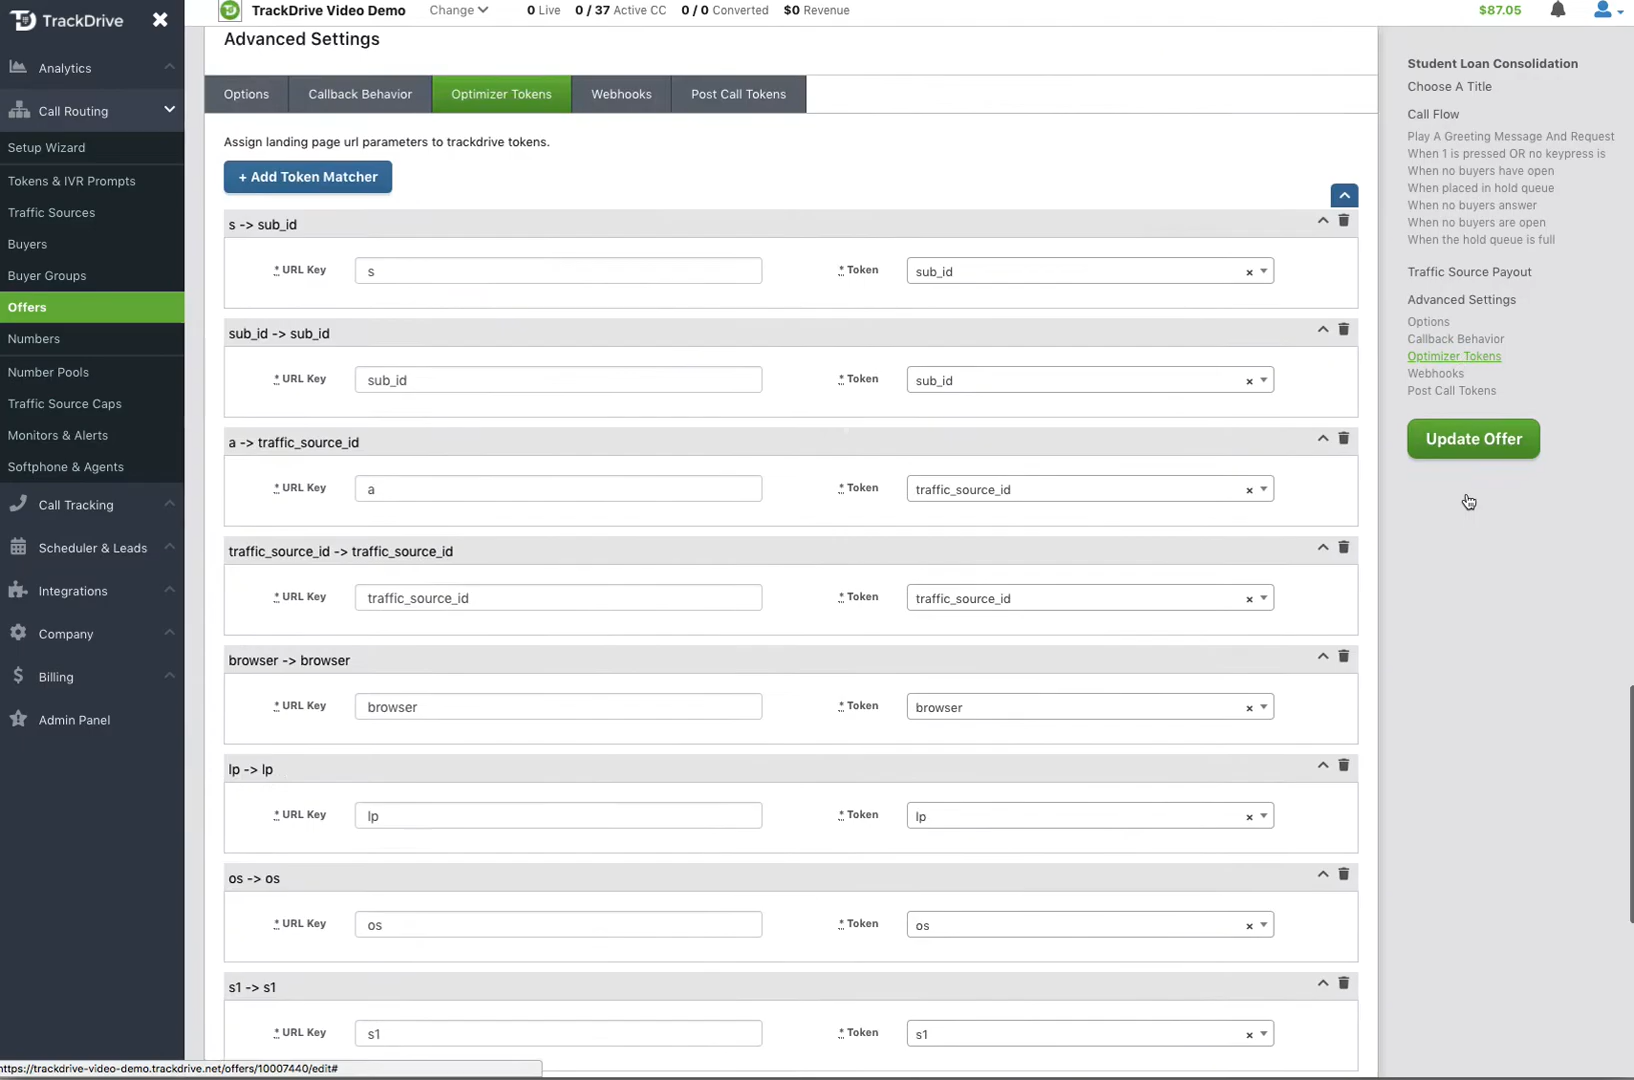 TrackDrive
TrackDrive Video Demo Change 0 Live 0 / 37 Active CC 0 / 0 Converted $0 Revenue $87.05
Analytics
Call Routing
Setup Wizard
Tokens & IVR Prompts
Traffic Sources
Buyers
Buyer Groups
Offers
Numbers
Number Pools
Traffic Source Caps
Monitors & Alerts
Softphone & Agents
Call Tracking
Scheduler & Leads
Integrations
Company
Billing
Admin Panel
Advanced Settings
Options Callback Behavior Optimizer Tokens Webhooks Post Call Tokens
Assign landing page url parameters to trackdrive tokens.
+ Add Token Matcher
s -> sub_id
* URL Key s * Token sub_id ×
sub_id -> sub_id
* URL Key sub_id * Token sub_id ×
a -> traffic_source_id
* URL Key a * Token traffic_source_id ×
traffic_source_id -> traffic_source_id
* URL Key traffic_source_id * Token traffic_source_id ×
browser -> browser
* URL Key browser * Token browser ×
lp -> lp
* URL Key lp * Token lp ×
os -> os
* URL Key os * Token os ×
s1 -> s1
* URL Key s1 * Token s1 ×
Student Loan Consolidation
Choose A Title
Call Flow
Play A Greeting Message And Request
When 1 is pressed OR no keypress is
When no buyers have open
When placed in hold queue
When no buyers answer
When no buyers are open
When the hold queue is full
Traffic Source Payout
Advanced Settings
Options
Callback Behavior
Optimizer Tokens
Webhooks
Post Call Tokens
Update Offer
https://trackdrive-video-demo.trackdrive.net/offers/10007440/edit#